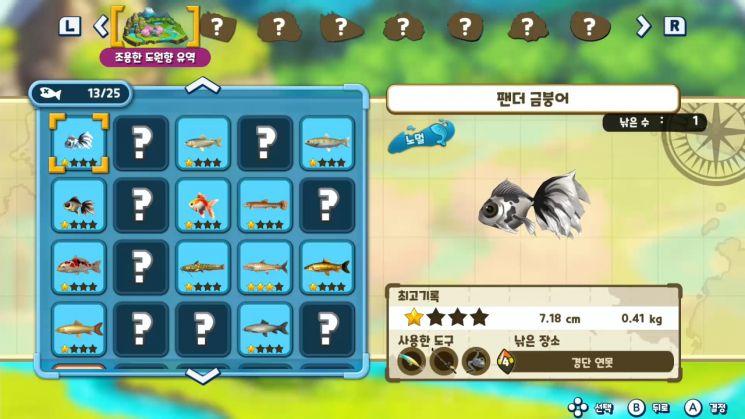 L
R
? ? ? ? ? ? ?
조용한 도원향 유역
13/25
? ?
? ?
?
? ? ?
팬더 금붕어
낚은 수 : 1
노멀
최고기록
7.18 cm 0.41 kg
사용한 도구 낚은 장소
경단 연못
선택 B 뒤로 A 결정